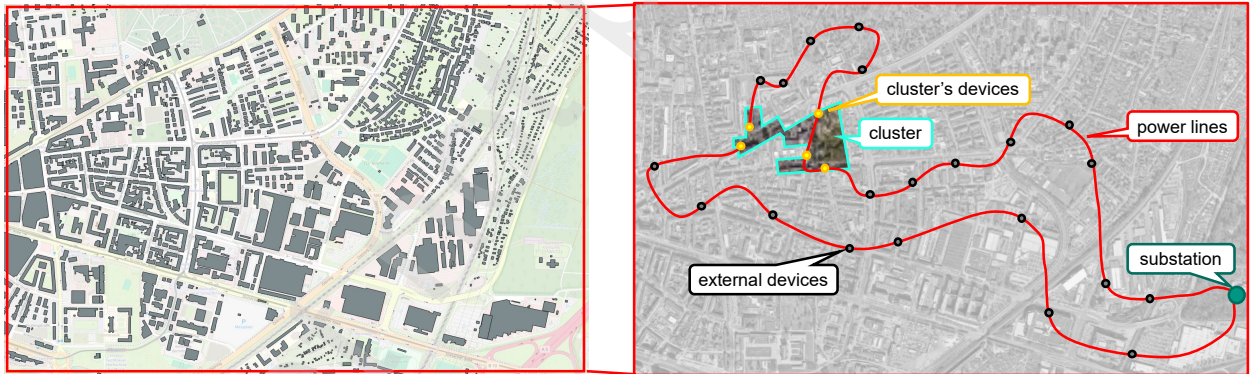 cluster's devices
cluster
power lines
substation
external devices